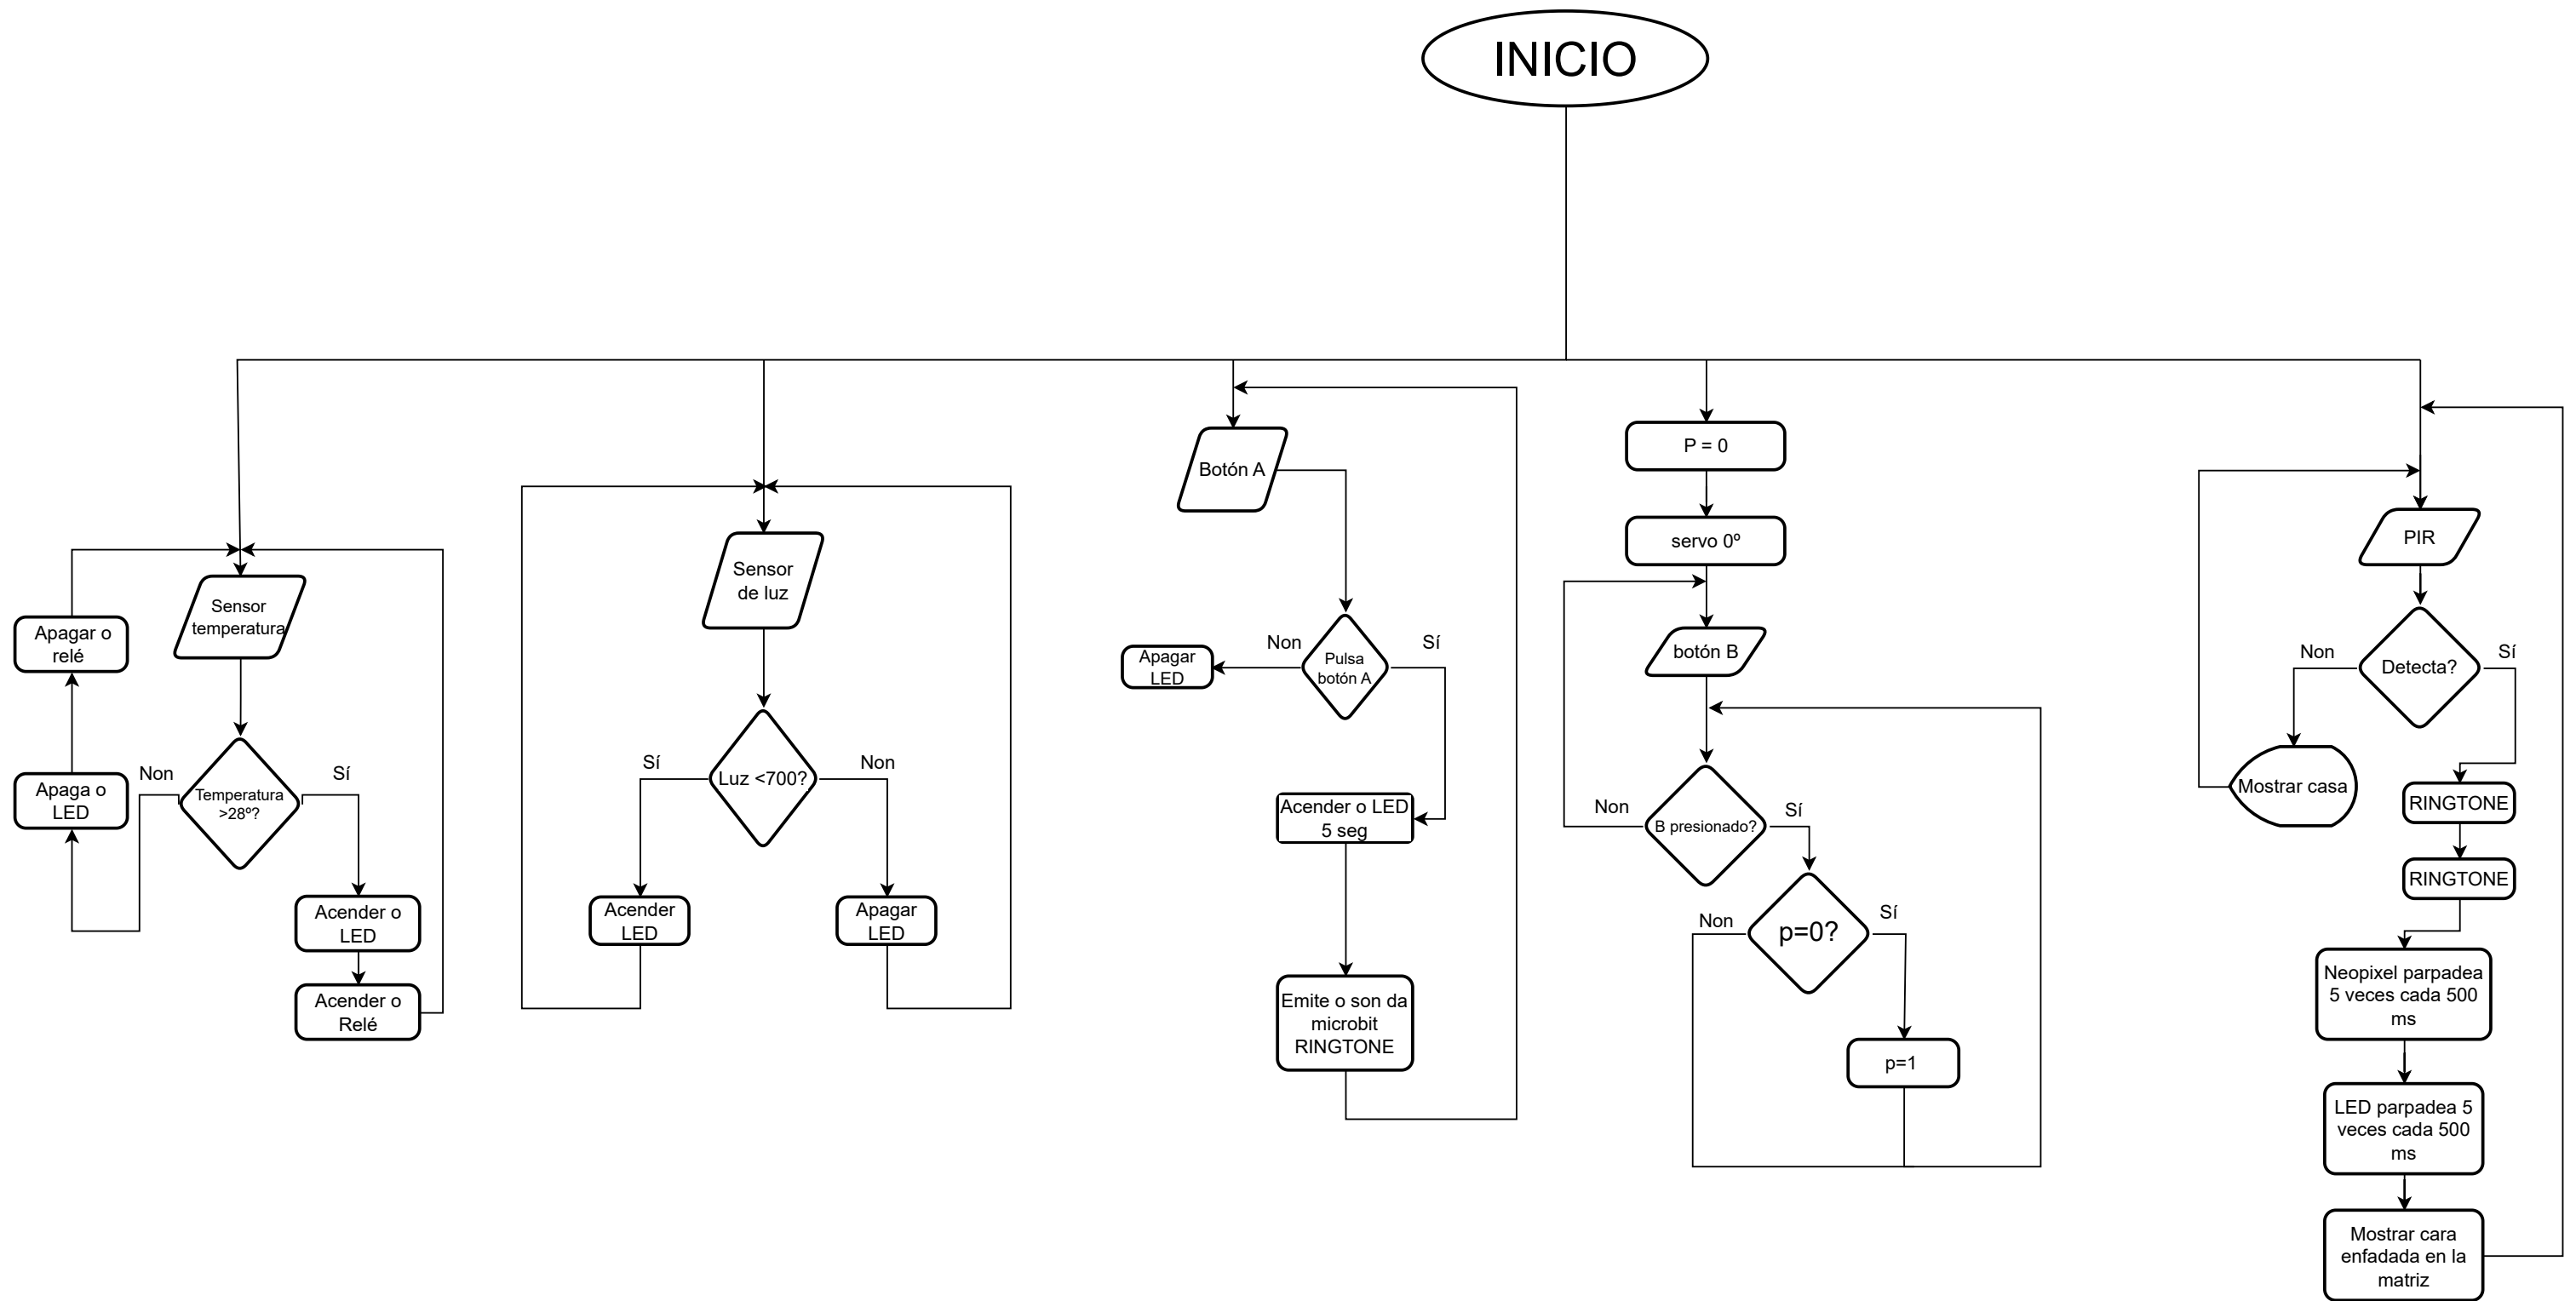 INICIO
Sensor
temperatura
Apagar o
relé
Apaga o
LED
Non
Temperatura
>28º?
Sí
Acender o
LED
Acender o
Relé
Sensor
de luz
Sí
Luz <700?
Non
Acender
LED
Apagar
LED
Botón A
Apagar
LED
Non
Pulsa
botón A
Sí
Acender o LED
5 seg
Emite o son da
microbit
RINGTONE
P = 0
servo 0º
botón B
Non
B presionado?
Sí
Non
p=0?
Sí
p=1
PIR
Non
Detecta?
Sí
Mostrar casa
RINGTONE
RINGTONE
Neopixel parpadea
5 veces cada 500
ms
LED parpadea 5
veces cada 500
ms
Mostrar cara
enfadada en la
matriz